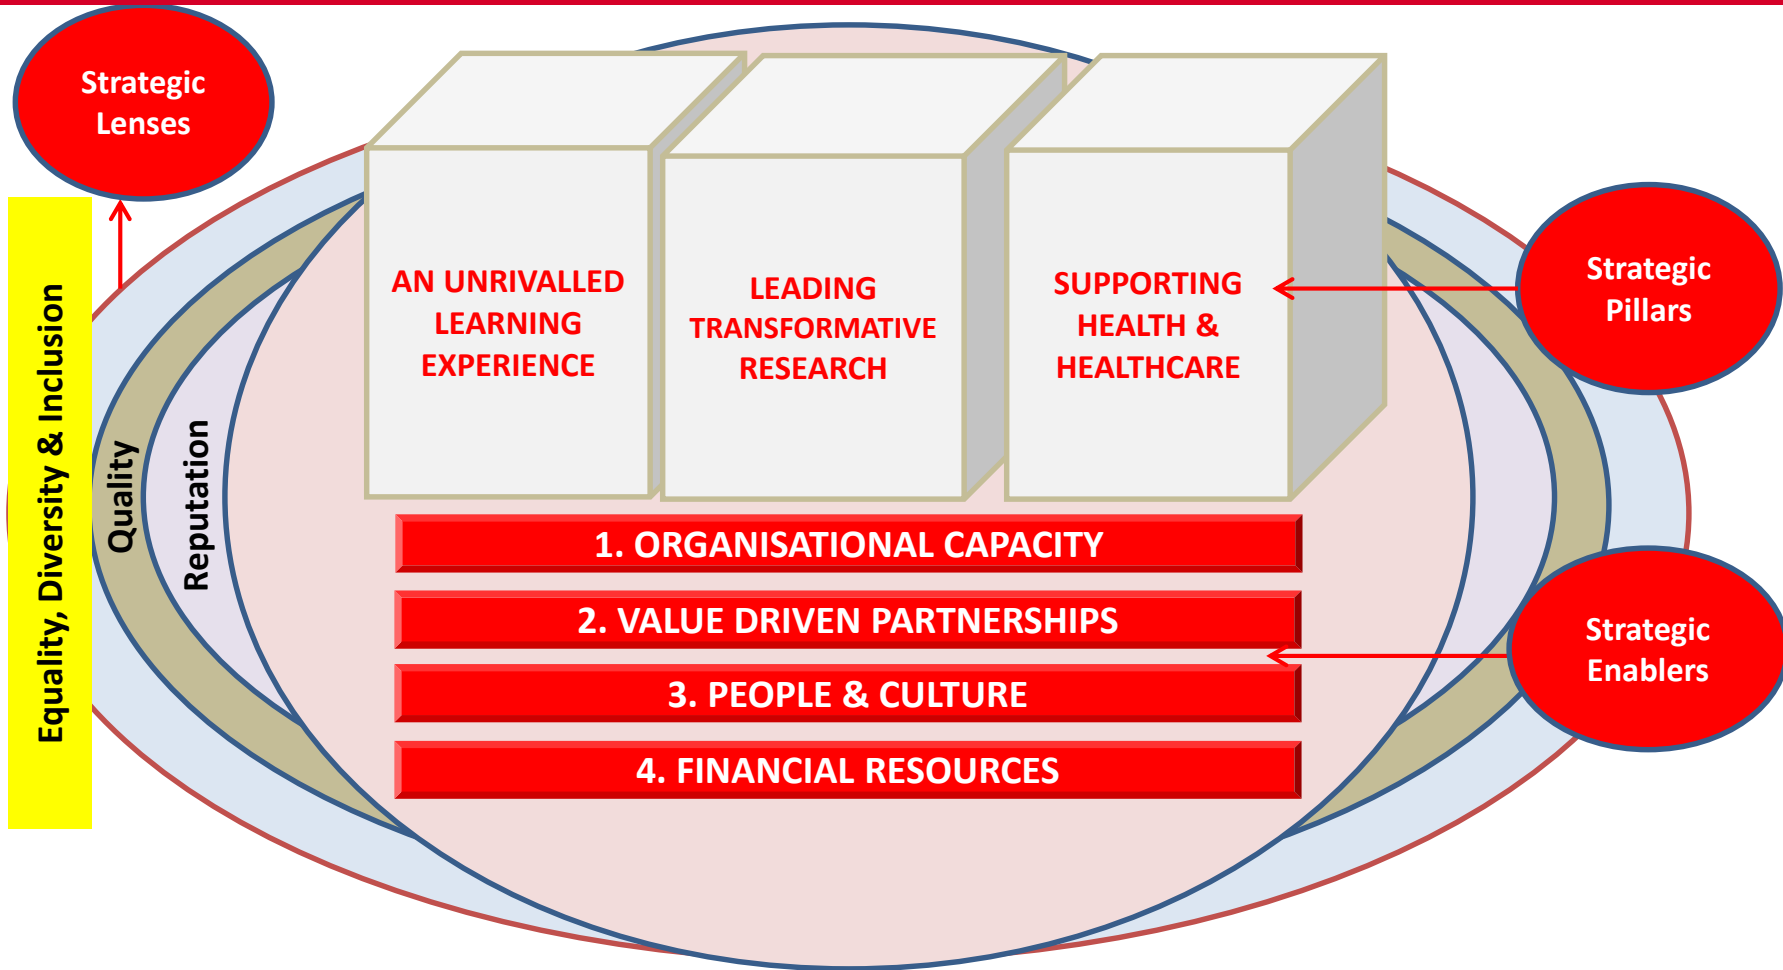 Strategic
Lenses
AN UNRIVALLED
LEARNING
EXPERIENCE
LEADING
TRANSFORMATIVE
RESEARCH
SUPPORTING
HEALTH &
HEALTHCARE
Strategic
Pillars
Equality, Diversity & Inclusion
Quality
Reputation
1. ORGANISATIONAL CAPACITY
2. VALUE DRIVEN PARTNERSHIPS
3. PEOPLE & CULTURE
4. FINANCIAL RESOURCES
Strategic
Enablers